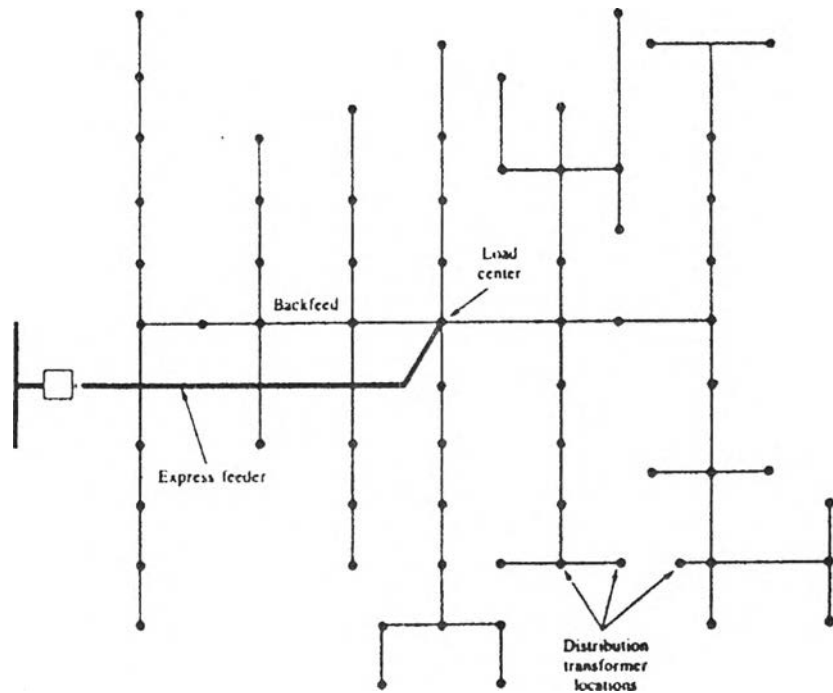 Load
center
Backfeed
Express feeder
Distribution
transformer
locations